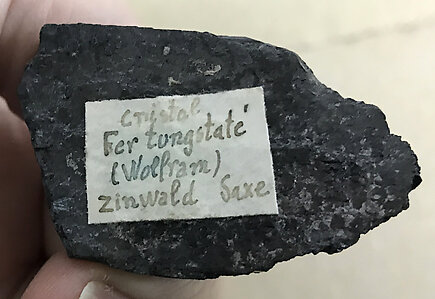 Cristal
Fer tungstaté
(Wolfram)
Zinwald Saxe